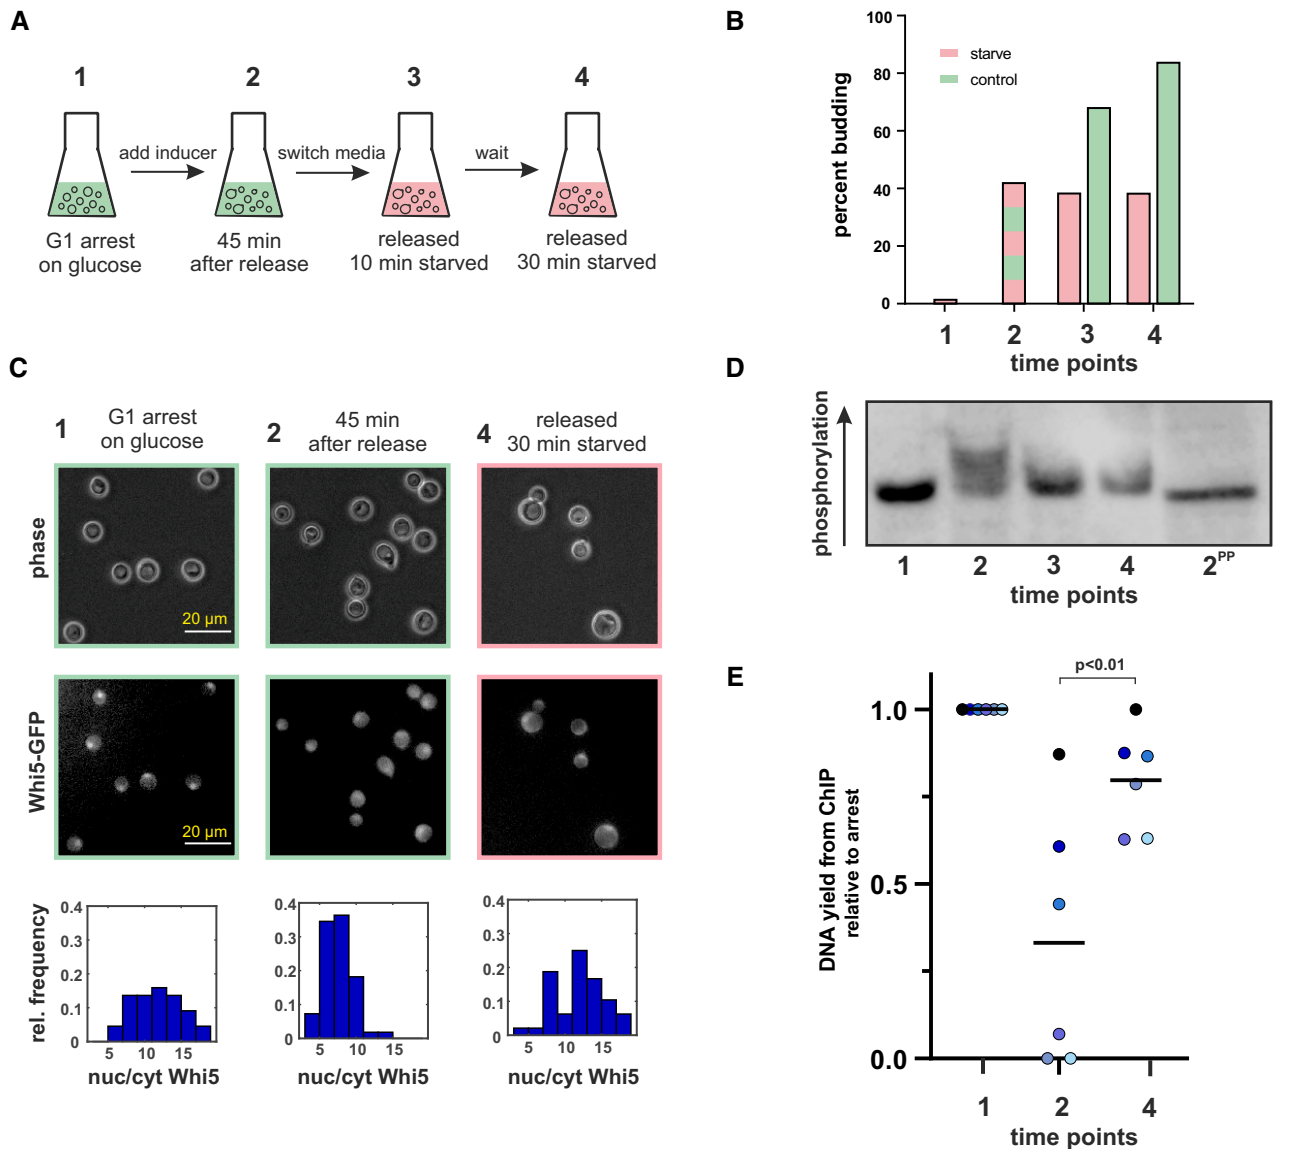 A
1
2
3
4
add inducer
switch media
wait
G1 arrest
on glucose
45 min
after release
released
10 min starved
released
30 min starved
B
percent budding
100
80
60
40
20
0
starve
control
1
2
3
4
time points
C
1
G1 arrest
on glucose
2
45 min
after release
4
released
30 min starved
phase
20 µm
Whi5-GFP
20 µm
rel. frequency
0.4
0.3
0.2
0.1
0
5
10
15
nuc/cyt Whi5
0.4
0.3
0.2
0.1
0
5
10
15
nuc/cyt Whi5
0.4
0.3
0.2
0.1
0
5
10
15
nuc/cyt Whi5
D
phosphorylation
1
2
3
4
2PP
time points
E
p<0.01
DNA yield from ChIP
relative to arrest
1.0
0.5
0.0
1
2
4
time points